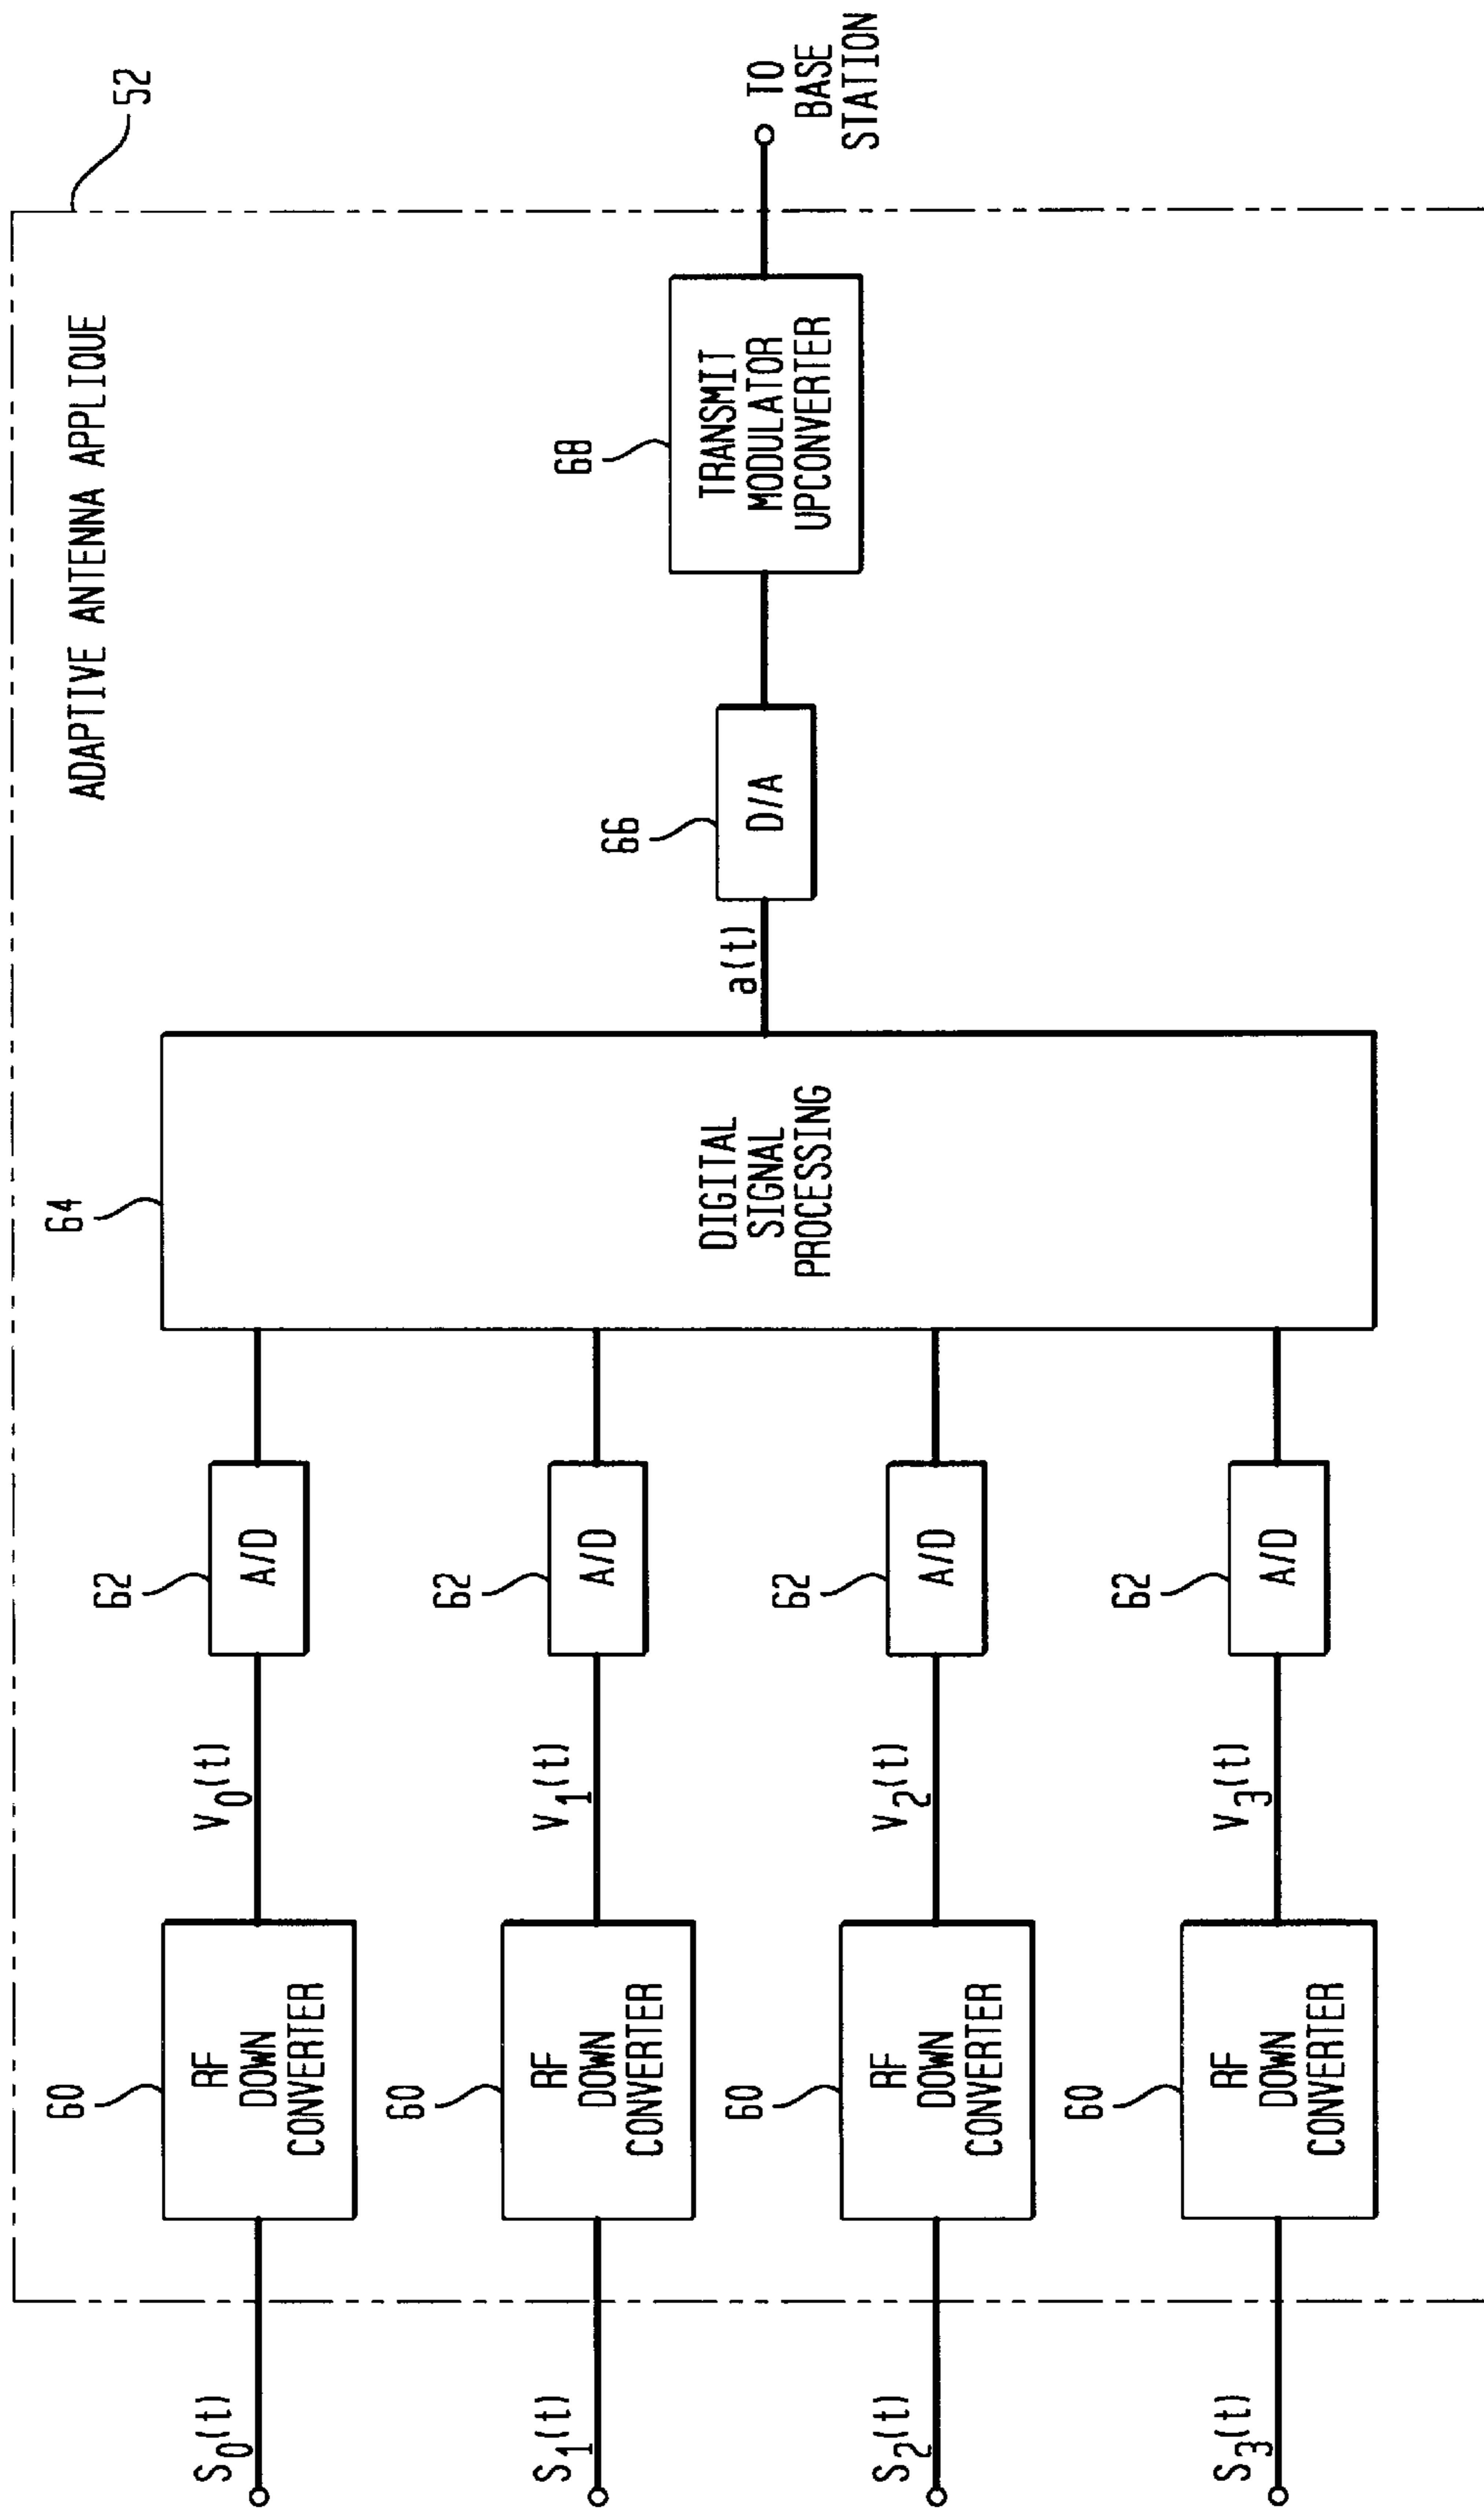 ADAPTIVE ANTENNA APPLIQUE
52
S0(t)
60
RF
DOWN
CONVERTER
V0(t)
62
A/D
S1(t)
60
RF
DOWN
CONVERTER
V1(t)
62
A/D
S2(t)
60
RF
DOWN
CONVERTER
V2(t)
62
A/D
S3(t)
60
RF
DOWN
CONVERTER
V3(t)
62
A/D
64
DIGITAL
SIGNAL
PROCESSING
a(t)
66
D/A
68
TRANSMIT
MODULATOR
UPCONVERTER
TO
BASE
STATION